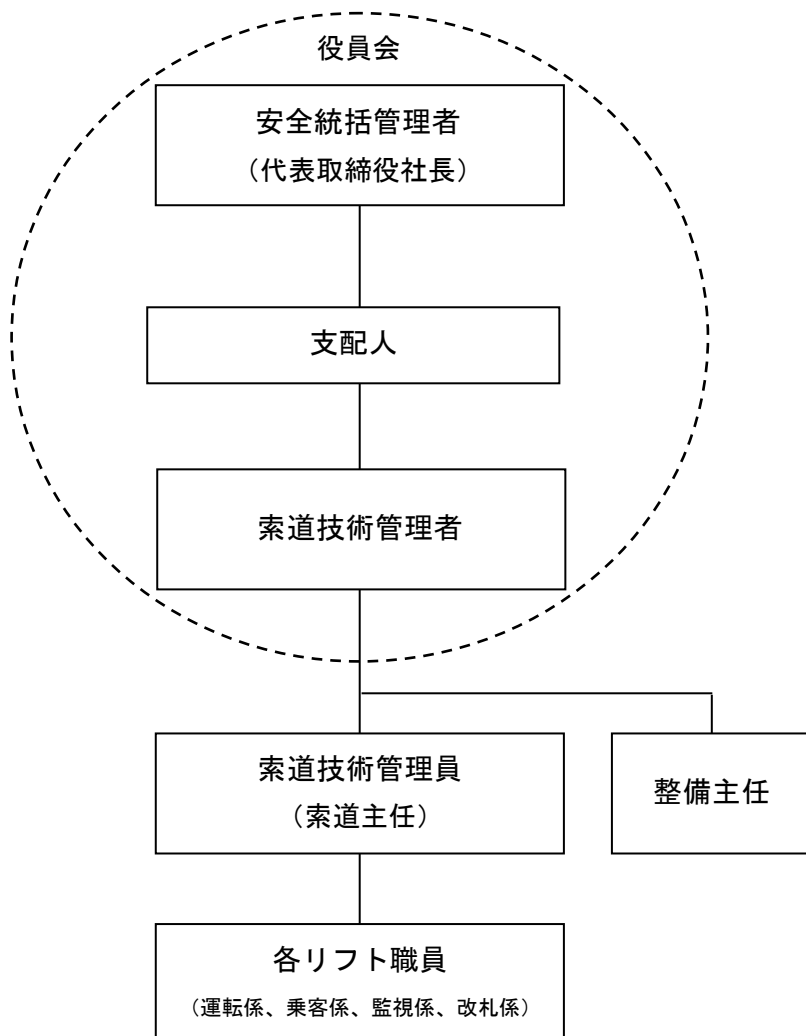 役員会
安全統括管理者
（代表取締役社長）
支配人
索道技術管理者
索道技術管理員
（索道主任）
整備主任
各リフト職員
（運転係、乗客係、監視係、改札係）